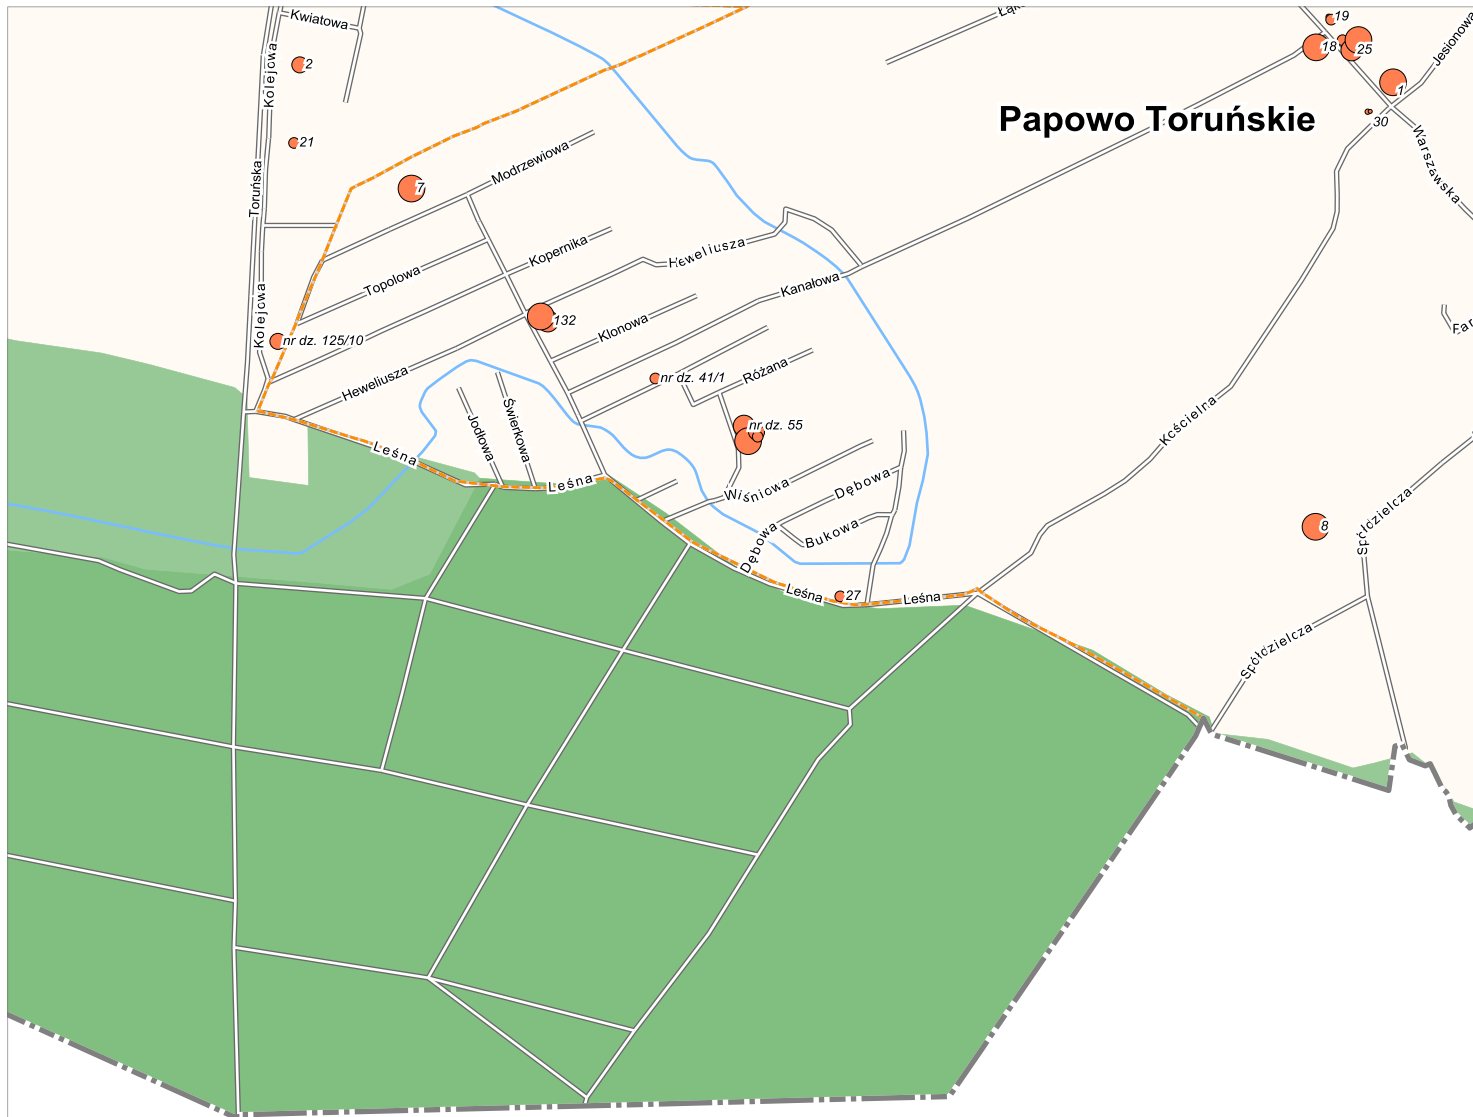 Kwiatowa
Łąk
19
18
25
Jesionowa
Kolejowa
2
1
Papowo Toruńskie
30
21
Warszawska
Modrzewiowa
Toruńska
7
Kopernika
Heweliusza
Topolowa
Kanałowa
Kolejowa
132
Klonowa
Far
nr dz. 125/10
Różana
Heweliusza
nr dz. 41/1
Kościelna
Jodłowa
Świerkowa
nr dz. 55
Leśna
Leśna
Wiśniowa
Dębowa
Bukowa
Dębowa
8
Spółdzielcza
Leśna
27
Leśna
Spółdzielcza